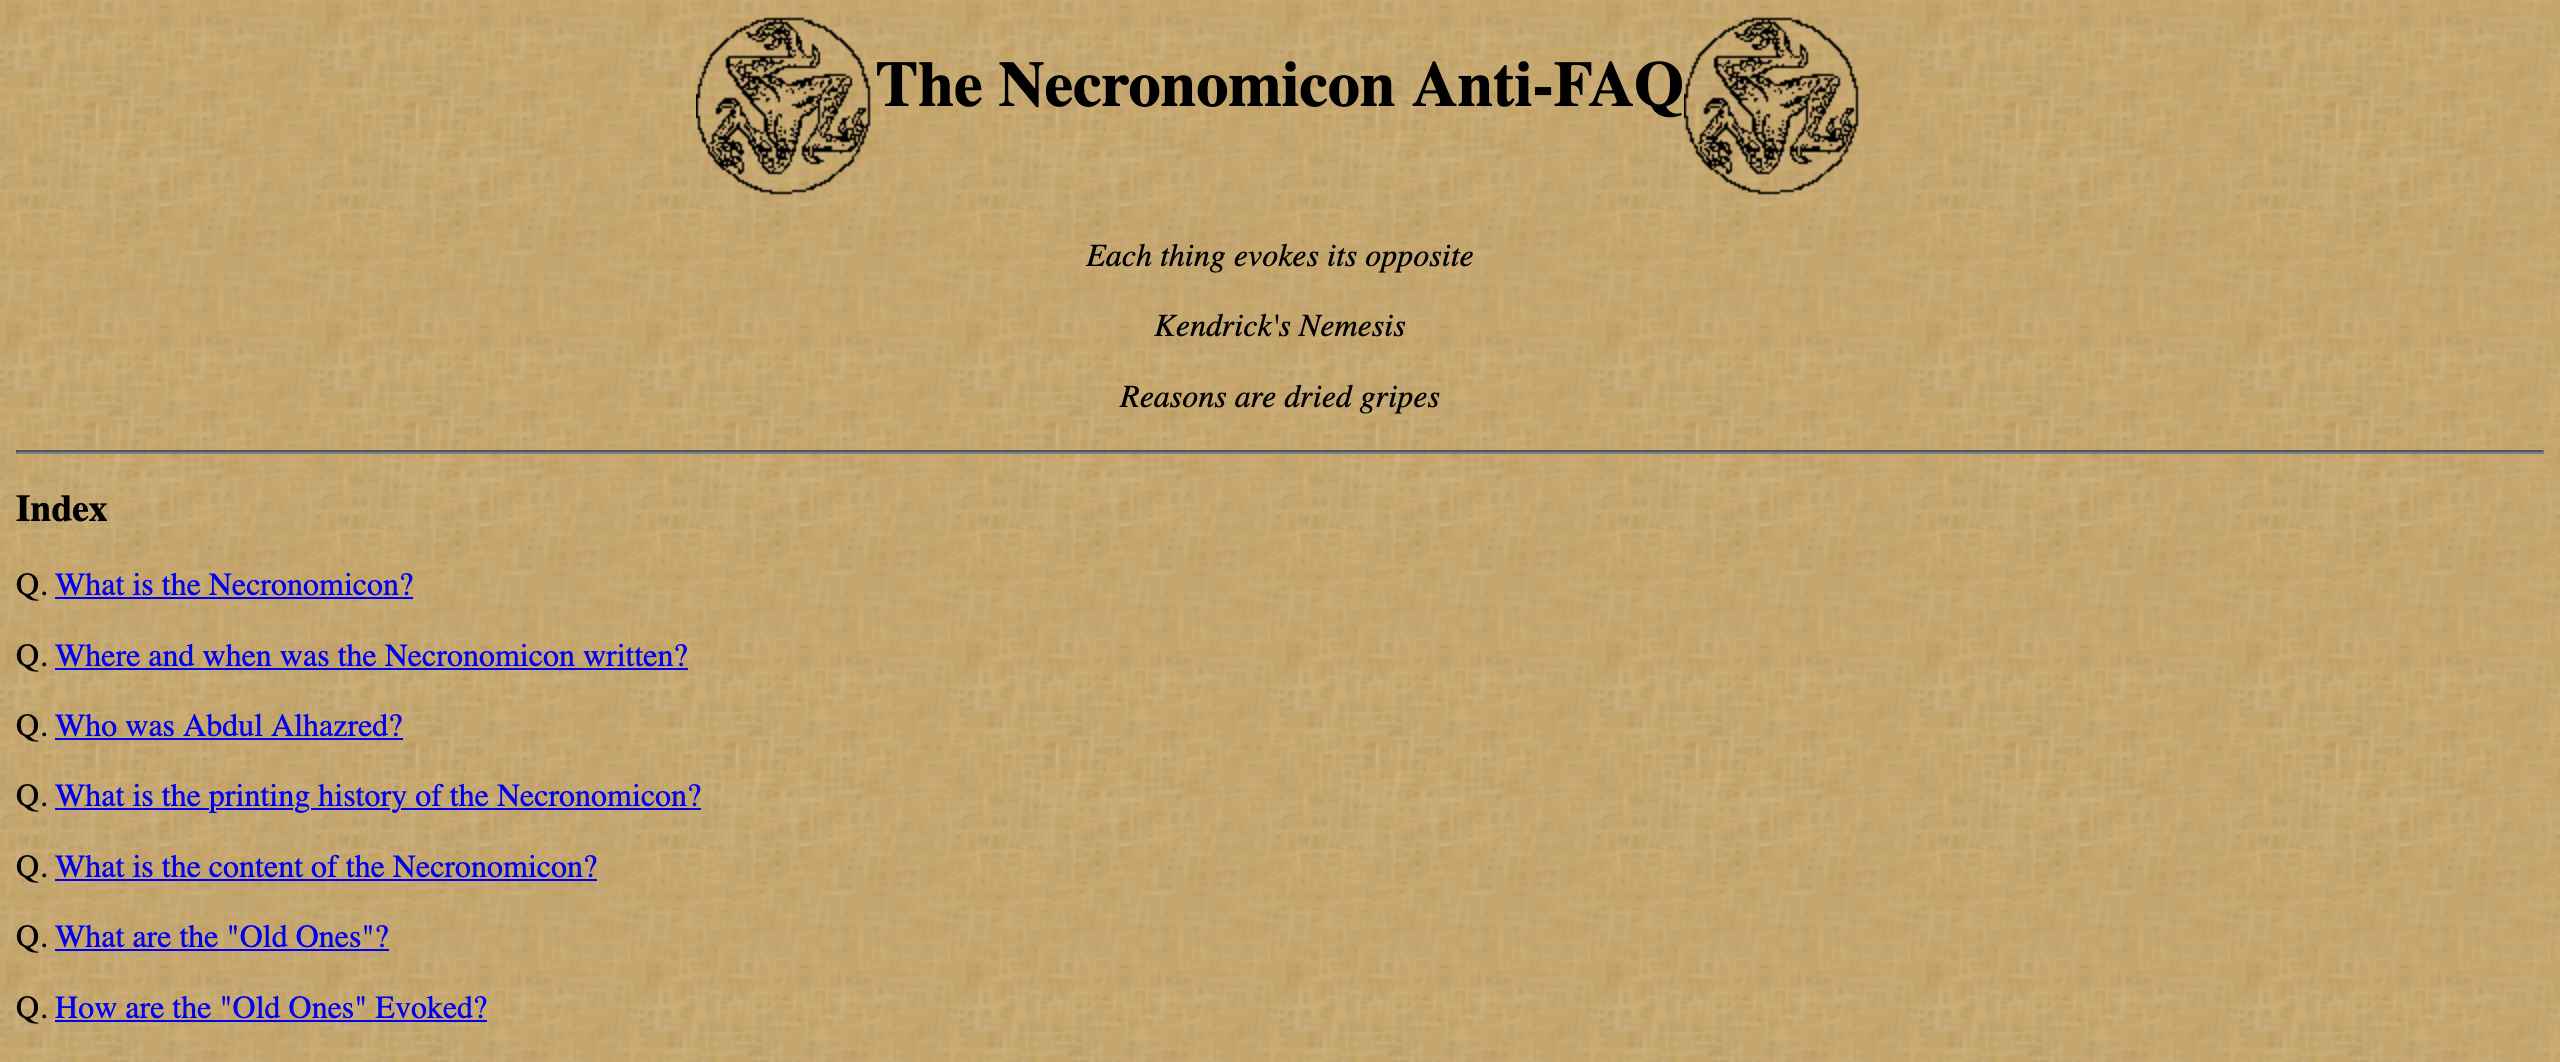 The Necronomicon Anti-FAQ
Each thing evokes its opposite
Kendrick's Nemesis
Reasons are dried gripes
Index
Q. What is the Necronomicon?
Q. Where and when was the Necronomicon written?
Q. Who was Abdul Alhazred?
Q. What is the printing history of the Necronomicon?
Q. What is the content of the Necronomicon?
Q. What are the "Old Ones"?
Q. How are the "Old Ones" Evoked?